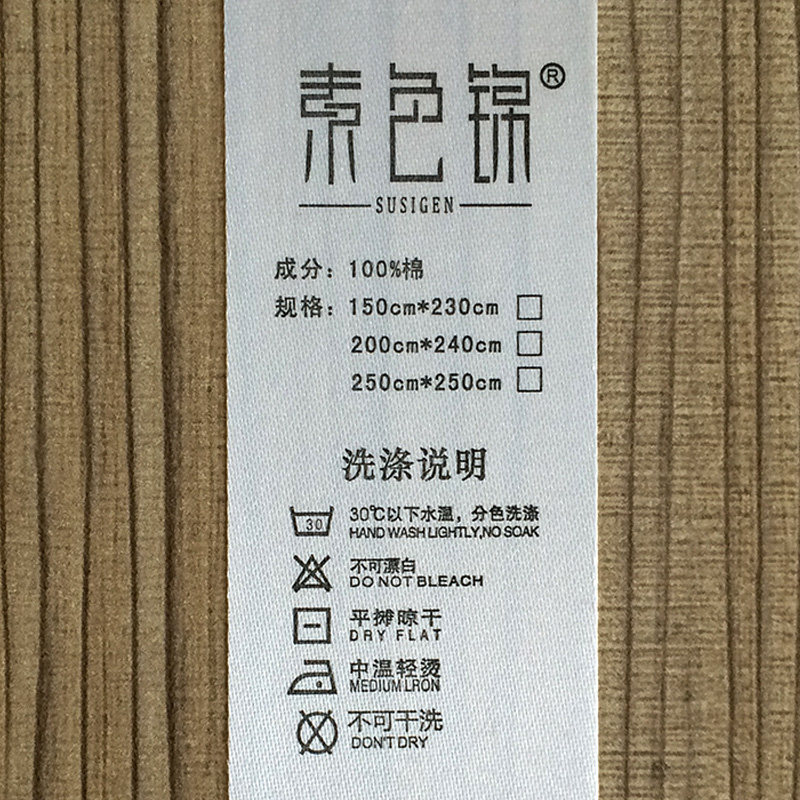 素色锦®
SUSIGEN
成分：100%棉
规格：150cm*230cm
200cm*240cm
250cm*250cm
洗涤说明
30 30℃以下水温，分色洗涤
HAND WASH LIGHTLY,NO SOAK
不可漂白
DO NOT BLEACH
平摊晾干
DRY FLAT
中温轻烫
MEDIUM LRON
不可干洗
DON'T DRY